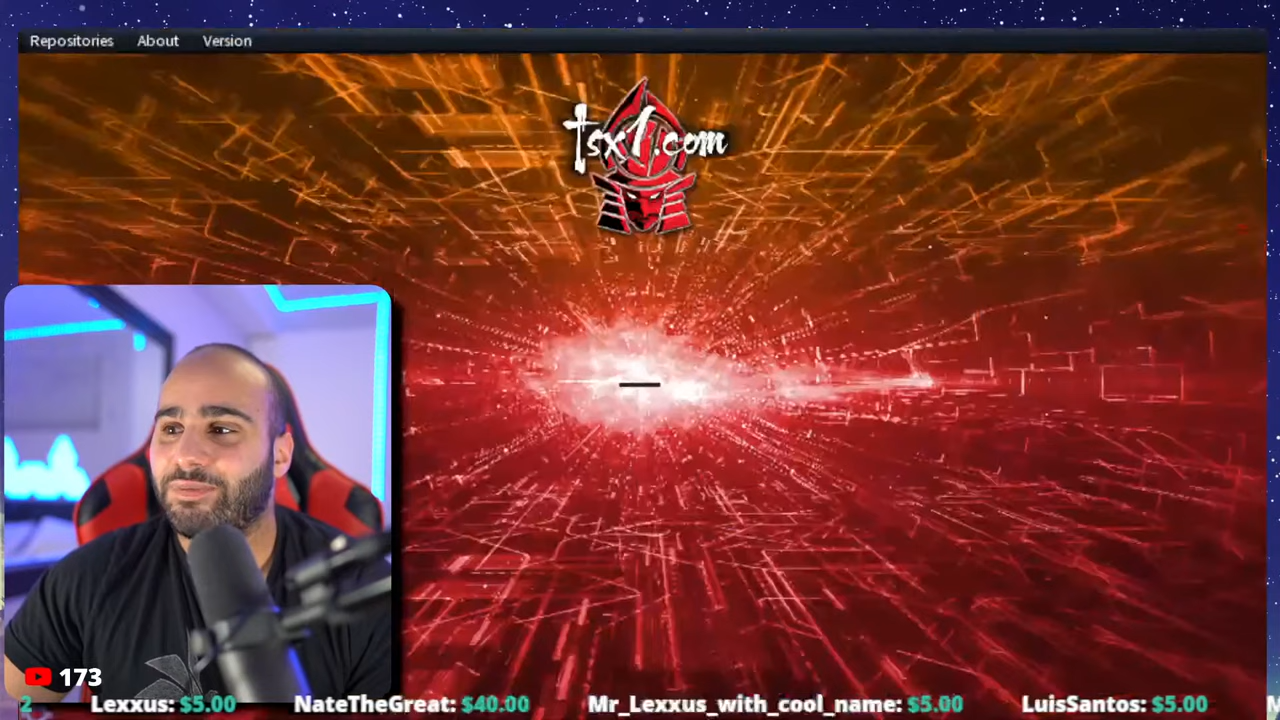 Repositories About Version
tsx1.com
173
2 Lexxus: $5.00 NateTheGreat: $40.00 Mr_Lexxus_with_cool_name: $5.00 LuisSantos: $5.00 M